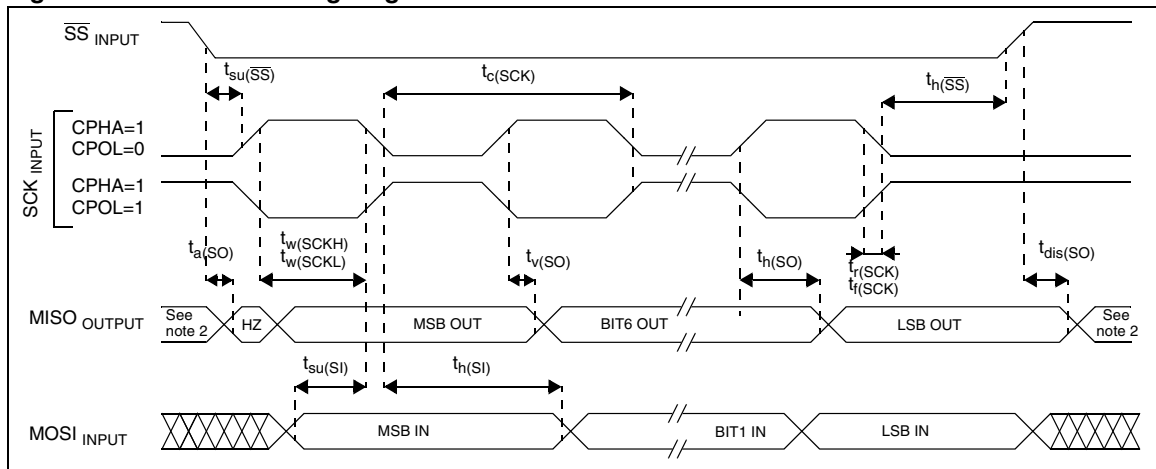 SS INPUT
tsu(SS)
tc(SCK)
th(SS)
SCK INPUT
CPHA=1
CPOL=0
CPHA=1
CPOL=1
ta(SO)
tw(SCKH)
tw(SCKL)
tv(SO)
th(SO)
tr(SCK)
tf(SCK)
tdis(SO)
MISO OUTPUT
See note 2
HZ
MSB OUT
BIT6 OUT
LSB OUT
See note 2
tsu(SI)
th(SI)
MOSI INPUT
MSB IN
BIT1 IN
LSB IN